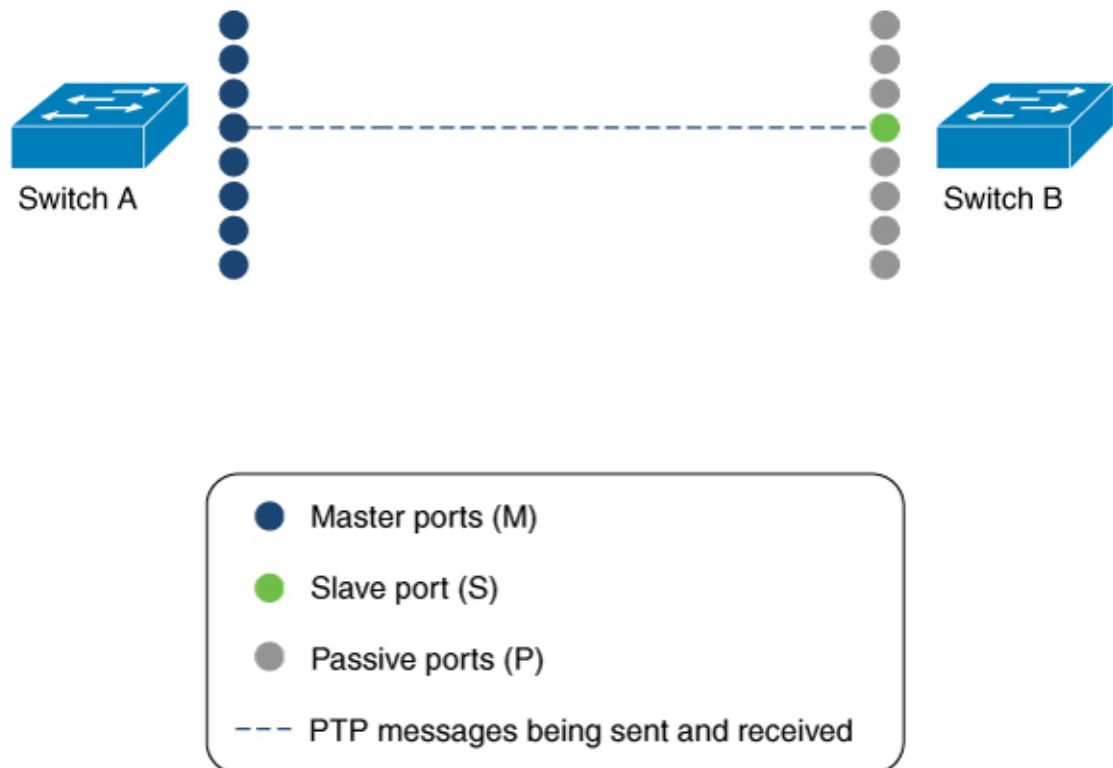 Switch A
Switch B
Master ports (M)
Slave port (S)
Passive ports (P)
PTP messages being sent and received